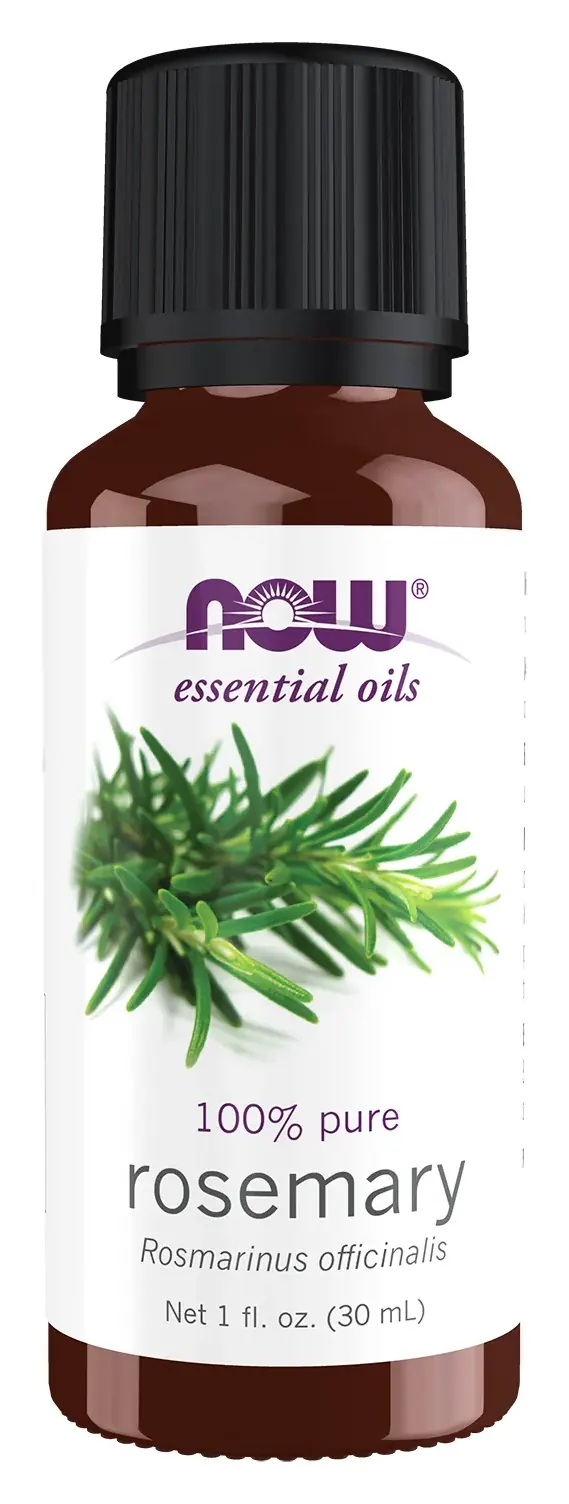 NOW®
essential oils
100% pure
rosemary
Rosmarinus officinalis
Net 1 fl. oz. (30 mL)